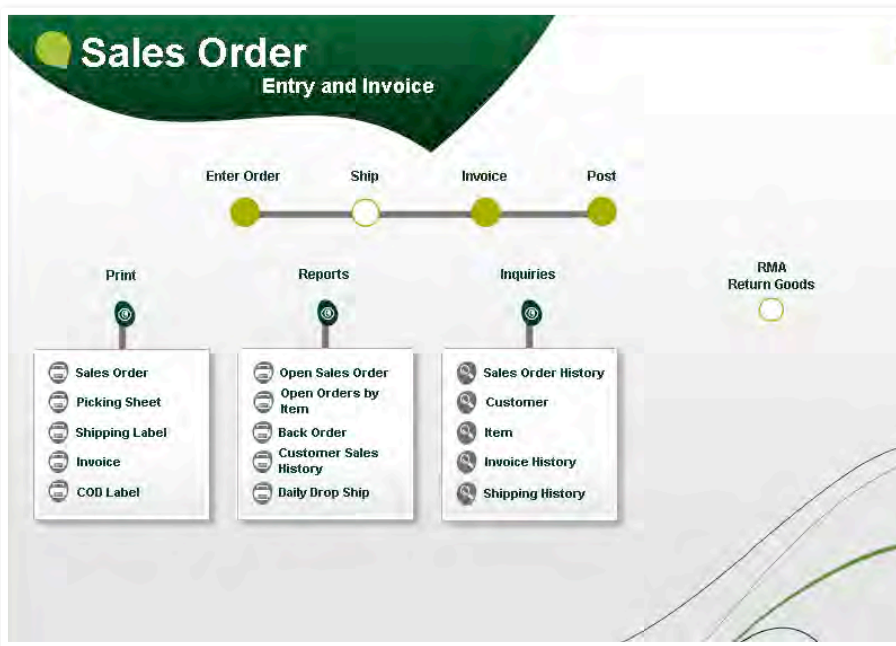 Sales Order
Entry and Invoice
Enter Order
Ship
Invoice
Post
Print
Reports
Inquiries
RMA
Return Goods
Sales Order
Picking Sheet
Shipping Label
Invoice
COD Label
Open Sales Order
Open Orders by
Item
Back Order
Customer Sales
History
Daily Drop Ship
Sales Order History
Customer
Item
Invoice History
Shipping History